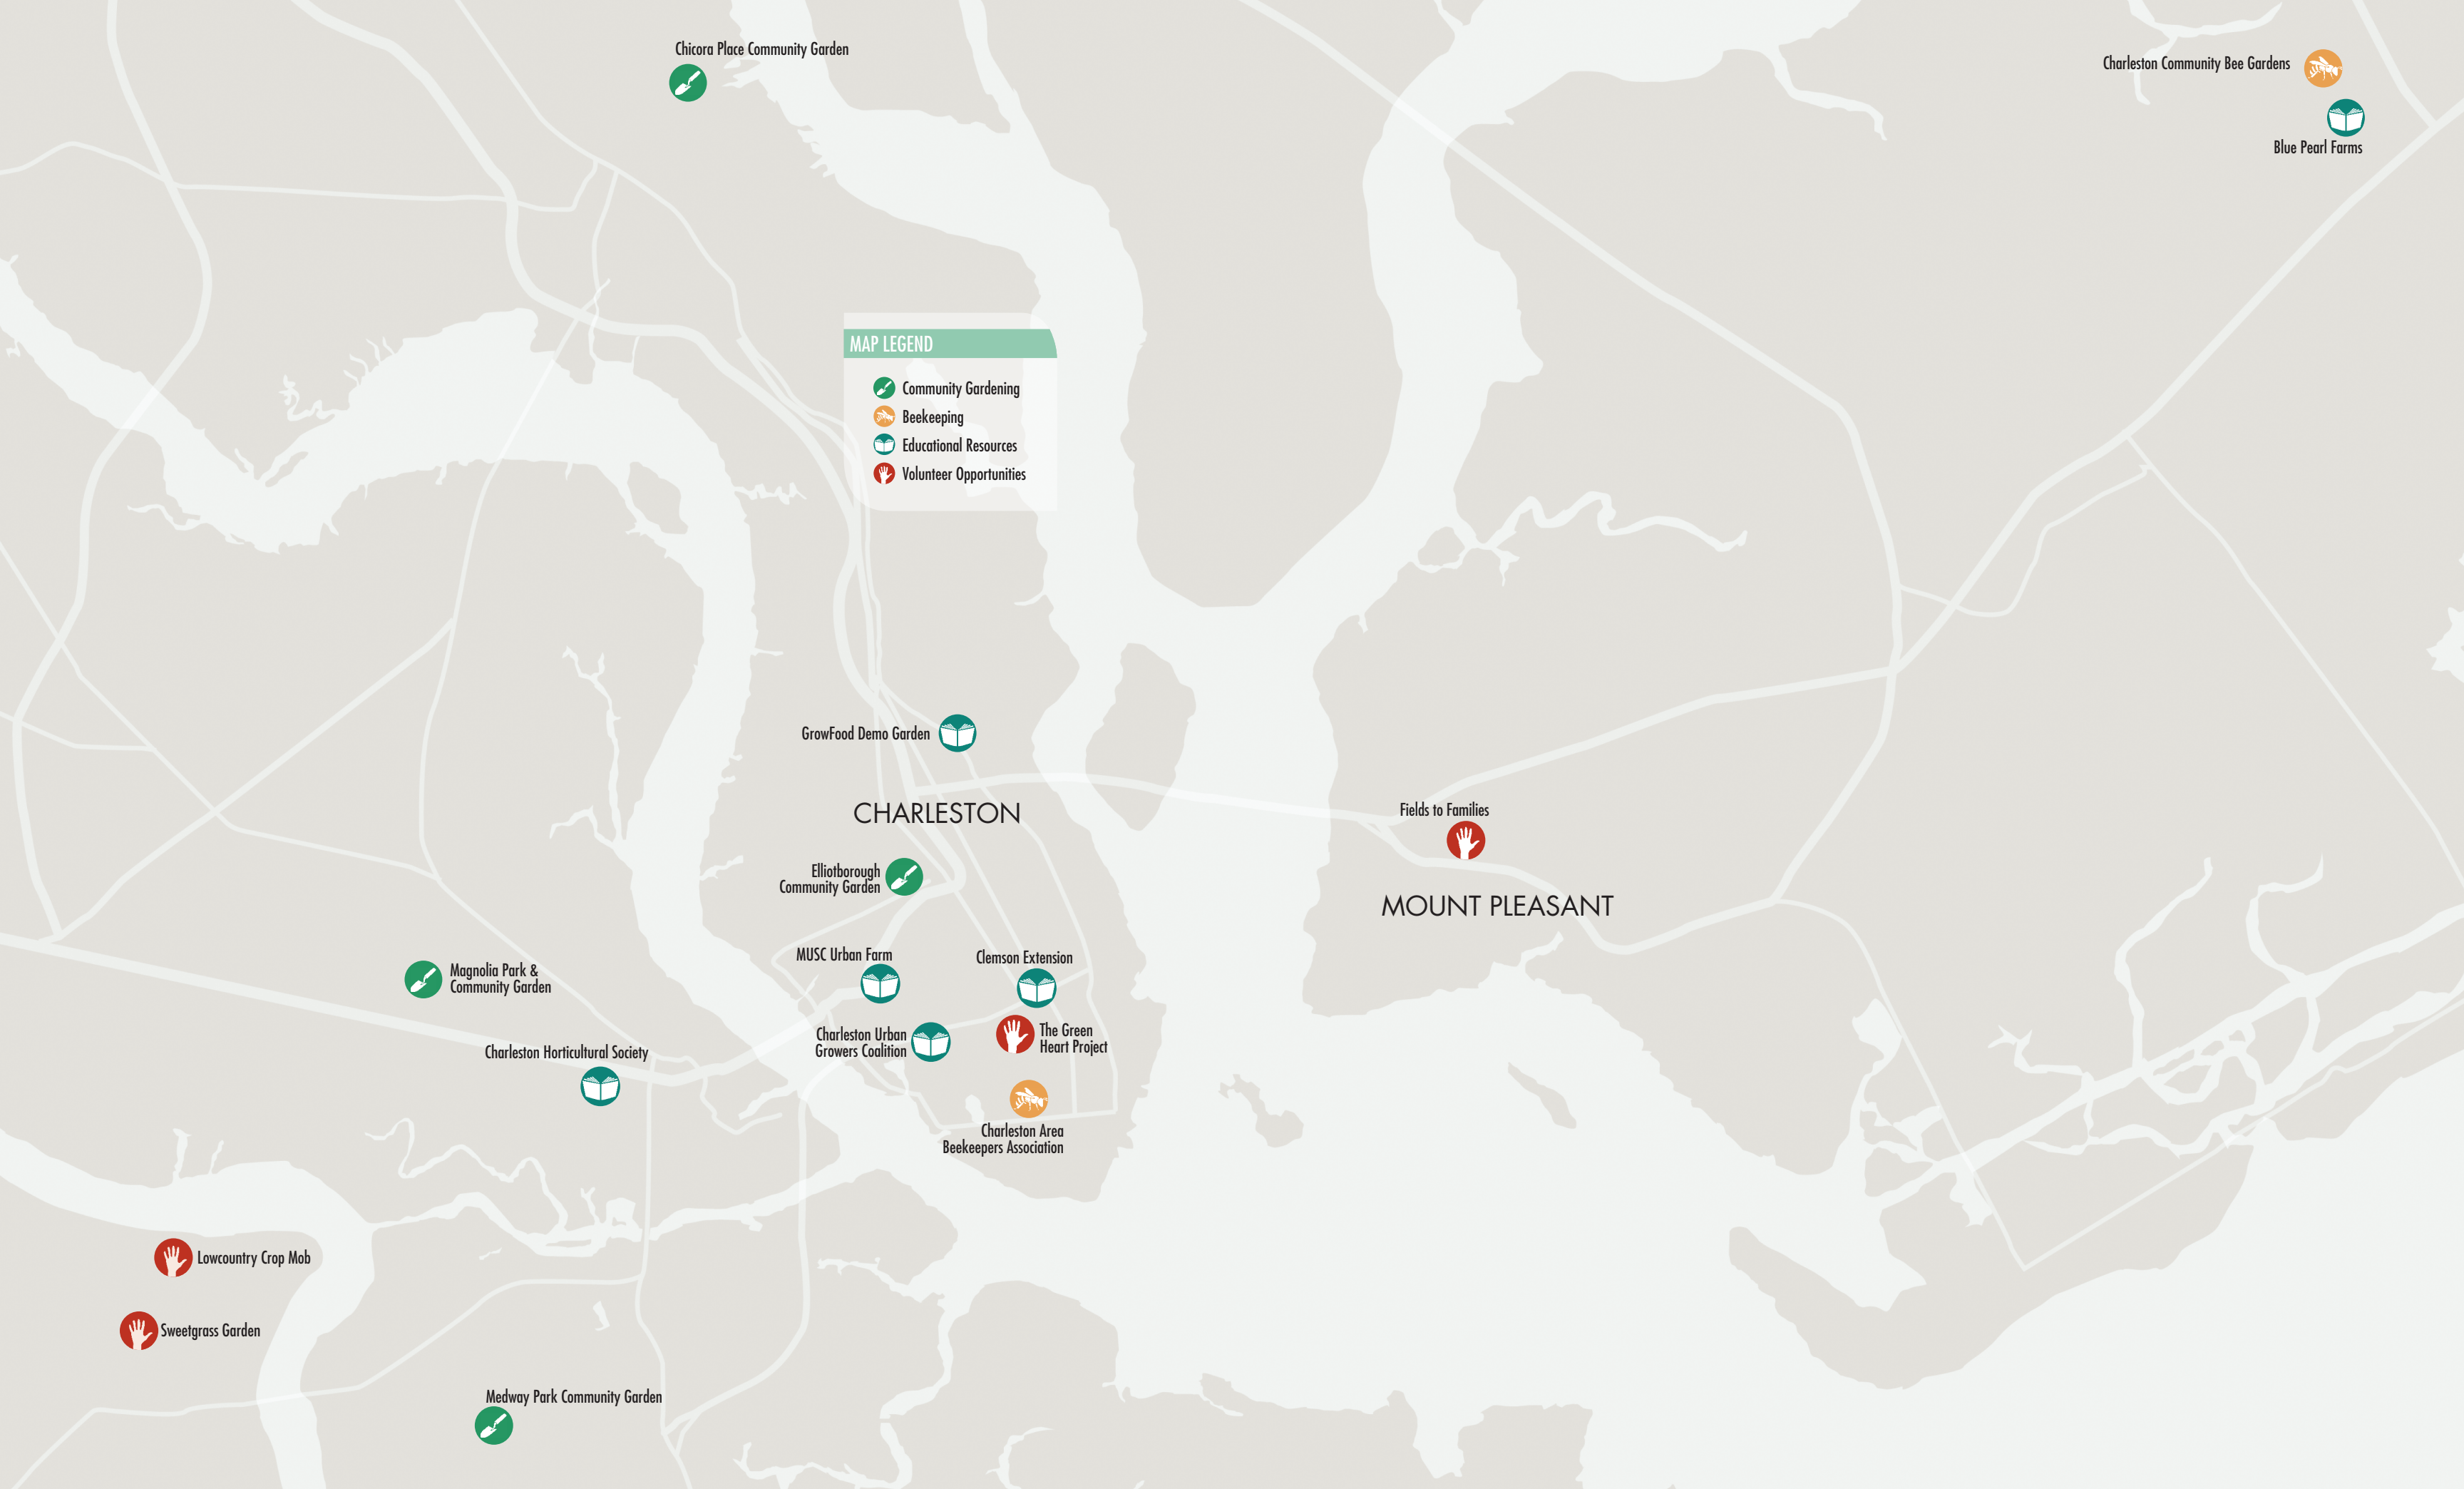 Chicora Place Community Garden
Charleston Community Bee Gardens
Blue Pearl Farms
MAP LEGEND
Community Gardening
Beekeeping
Educational Resources
Volunteer Opportunities
GrowFood Demo Garden
CHARLESTON
Fields to Families
Elliotborough
Community Garden
MOUNT PLEASANT
MUSC Urban Farm
Clemson Extension
Magnolia Park &
Community Garden
Charleston Urban
Growers Coalition
The Green
Heart Project
Charleston Horticultural Society
Charleston Area
Beekeepers Association
Lowcountry Crop Mob
Sweetgrass Garden
Medway Park Community Garden